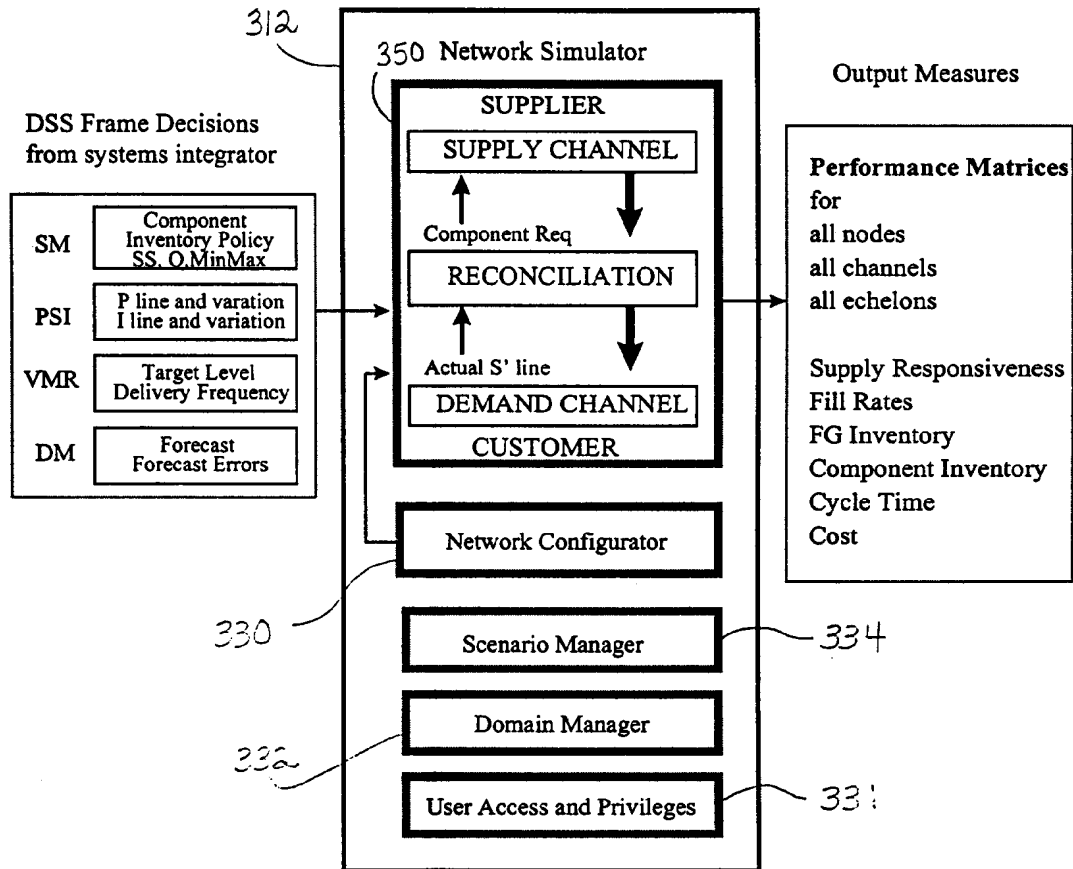 312
Network Simulator
350
SUPPLIER
SUPPLY CHANNEL
Component Req
RECONCILIATION
Actual S' line
DEMAND CHANNEL
CUSTOMER
DSS Frame Decisions
from systems integrator
SM
Component
Inventory Policy
SS, Q,MinMax
PSI
P line and varation
I line and variation
VMR
Target Level
Delivery Frequency
DM
Forecast
Forecast Errors
Network Configurator
330
Scenario Manager
334
Domain Manager
332
User Access and Privileges
331
Output Measures
Performance Matrices
for
all nodes
all channels
all echelons
Supply Responsiveness
Fill Rates
FG Inventory
Component Inventory
Cycle Time
Cost